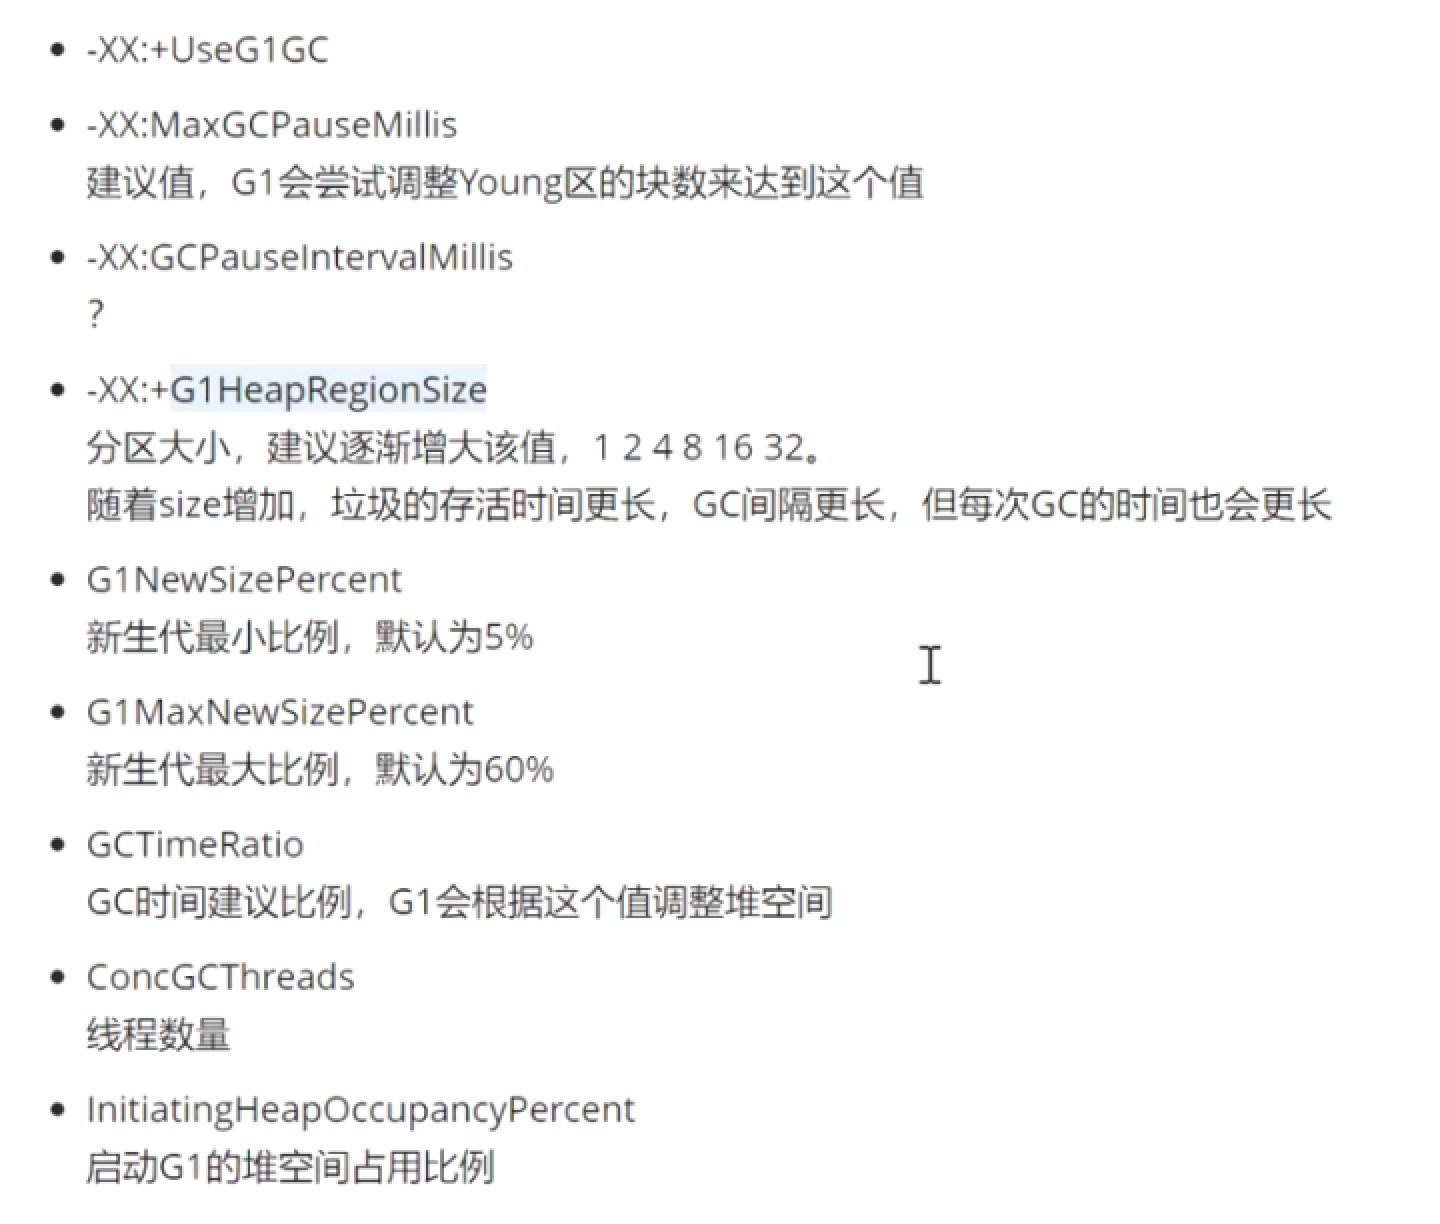 -XX:+UseG1GC
-XX:MaxGCPauseMillis
建议值，G1会尝试调整Young区的块数来达到这个值
-XX:GCPauseIntervalMillis
?
-XX:+G1HeapRegionSize
分区大小，建议逐渐增大该值，1 2 4 8 16 32。
随着size增加，垃圾的存活时间更长，GC间隔更长，但每次GC的时间也会更长
G1NewSizePercent
新生代最小比例，默认为5%
G1MaxNewSizePercent
新生代最大比例，默认为60%
GCTimeRatio
GC时间建议比例，G1会根据这个值调整堆空间
ConcGCThreads
线程数量
InitiatingHeapOccupancyPercent
启动G1的堆空间占用比例